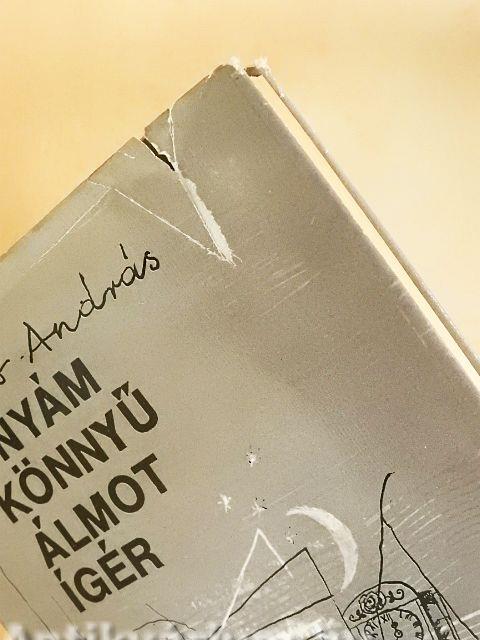 András
NYÁM
KÖNNYŰ
ÁLMOT
ÍGÉR